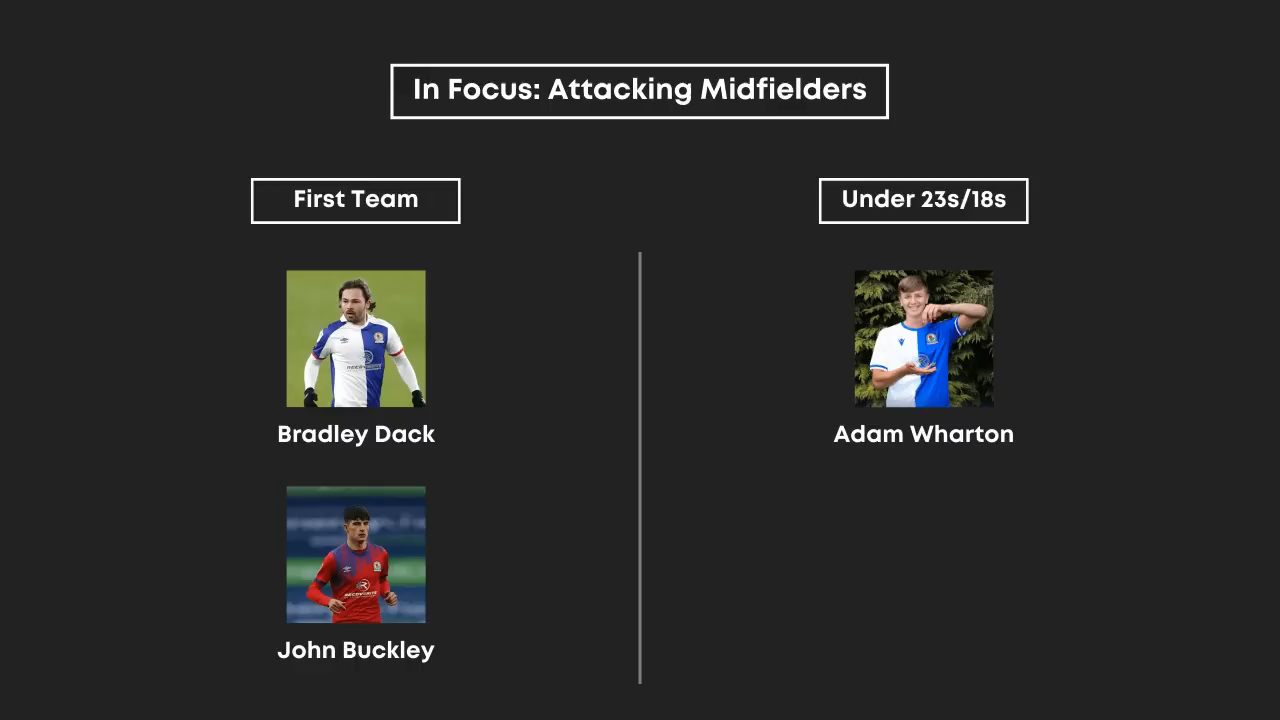 In Focus: Attacking Midfielders
First Team
Under 23s/18s
Bradley Dack
Adam Wharton
John Buckley